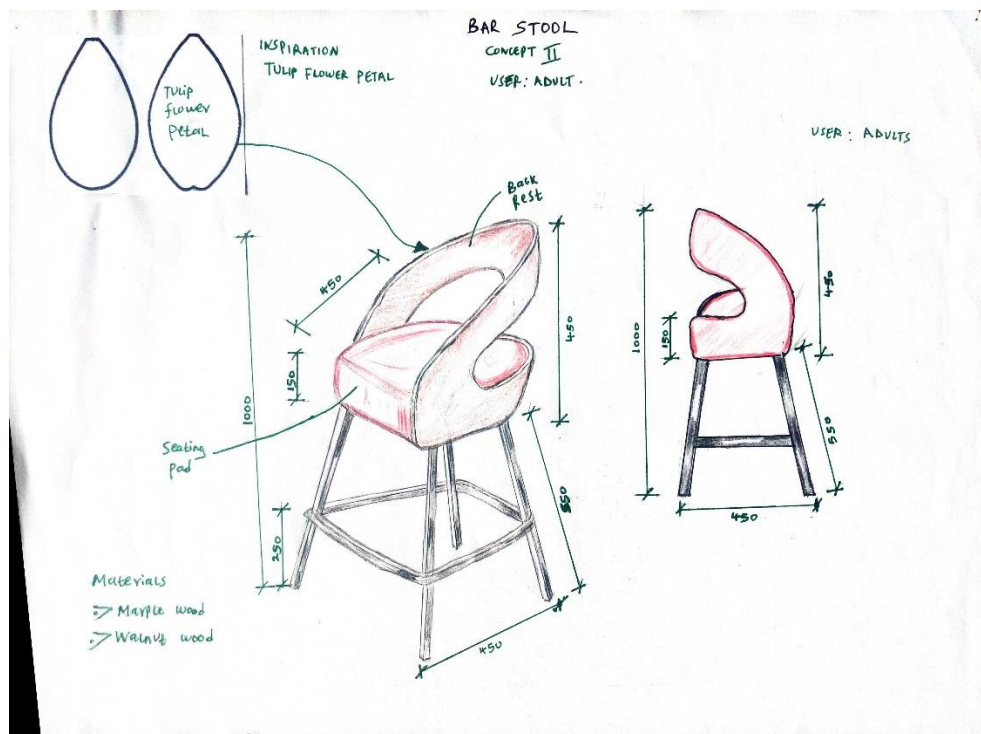 BAR STOOL
CONCEPT II
USER: ADULT.
INSPIRATION
TULIP FLOWER PETAL
Tulip
flower
petal
USER: ADULTS
Back
Rest
450
450
150
1000
Seating
pad
250
550
450
1000
150
450
550
450
Materials
Marple wood
Walnut wood